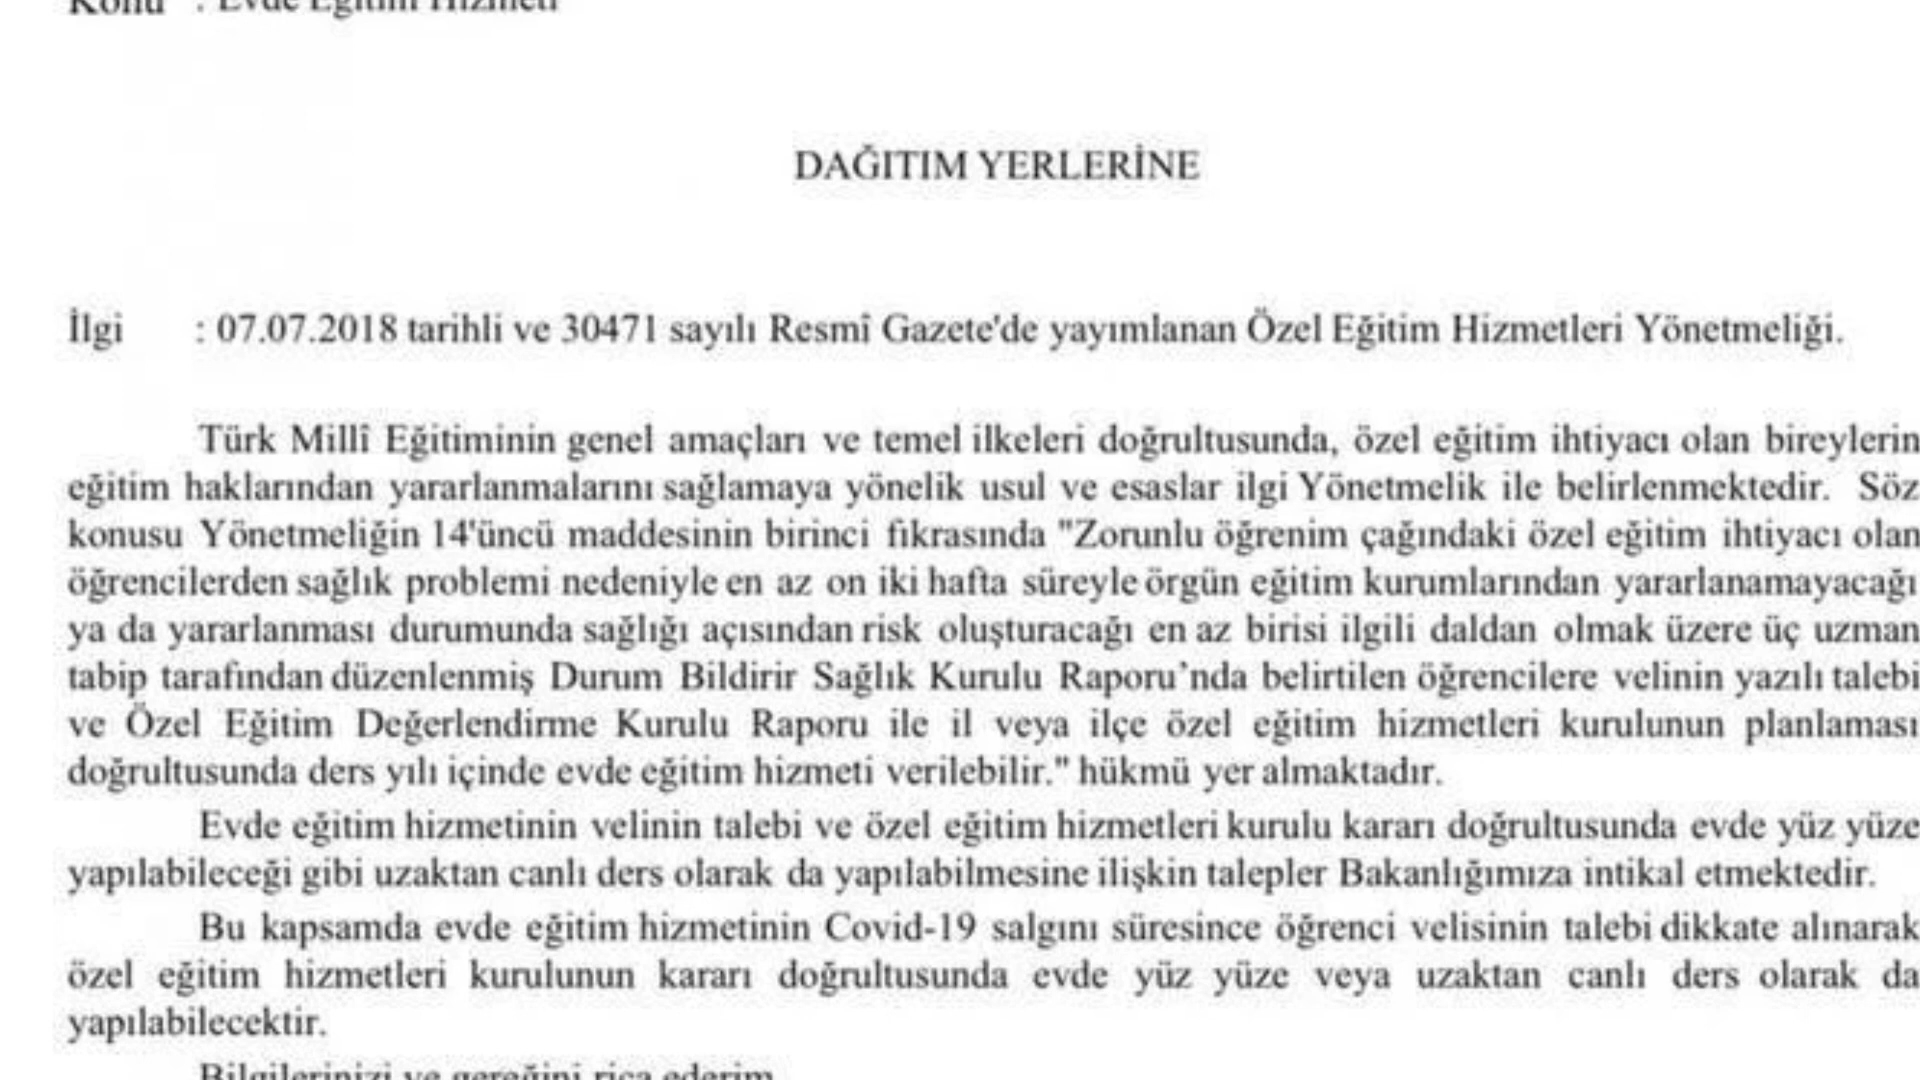 Konu : Evde Eğitim Hizmeti
DAĞITIM YERLERİNE
İlgi : 07.07.2018 tarihli ve 30471 sayılı Resmî Gazete'de yayımlanan Özel Eğitim Hizmetleri Yönetmeliği.
Türk Millî Eğitiminin genel amaçları ve temel ilkeleri doğrultusunda, özel eğitim ihtiyacı olan bireylerin
eğitim haklarından yararlanmalarını sağlamaya yönelik usul ve esaslar ilgi Yönetmelik ile belirlenmektedir. Söz
konusu Yönetmeliğin 14'üncü maddesinin birinci fıkrasında "Zorunlu öğrenim çağındaki özel eğitim ihtiyacı olan
öğrencilerden sağlık problemi nedeniyle en az on iki hafta süreyle örgün eğitim kurumlarından yararlanamayacağı
ya da yararlanması durumunda sağlığı açısından risk oluşturacağı en az birisi ilgili daldan olmak üzere üç uzman
tabip tarafından düzenlenmiş Durum Bildirir Sağlık Kurulu Raporu’nda belirtilen öğrencilere velinin yazılı talebi
ve Özel Eğitim Değerlendirme Kurulu Raporu ile il veya ilçe özel eğitim hizmetleri kurulunun planlaması
doğrultusunda ders yılı içinde evde eğitim hizmeti verilebilir." hükmü yer almaktadır.
Evde eğitim hizmetinin velinin talebi ve özel eğitim hizmetleri kurulu kararı doğrultusunda evde yüz yüze
yapılabileceği gibi uzaktan canlı ders olarak da yapılabilmesine ilişkin talepler Bakanlığımıza intikal etmektedir.
Bu kapsamda evde eğitim hizmetinin Covid-19 salgını süresince öğrenci velisinin talebi dikkate alınarak
özel eğitim hizmetleri kurulunun kararı doğrultusunda evde yüz yüze veya uzaktan canlı ders olarak da
yapılabilecektir.
Bilgilerinizi ve gereğini rica ederim.